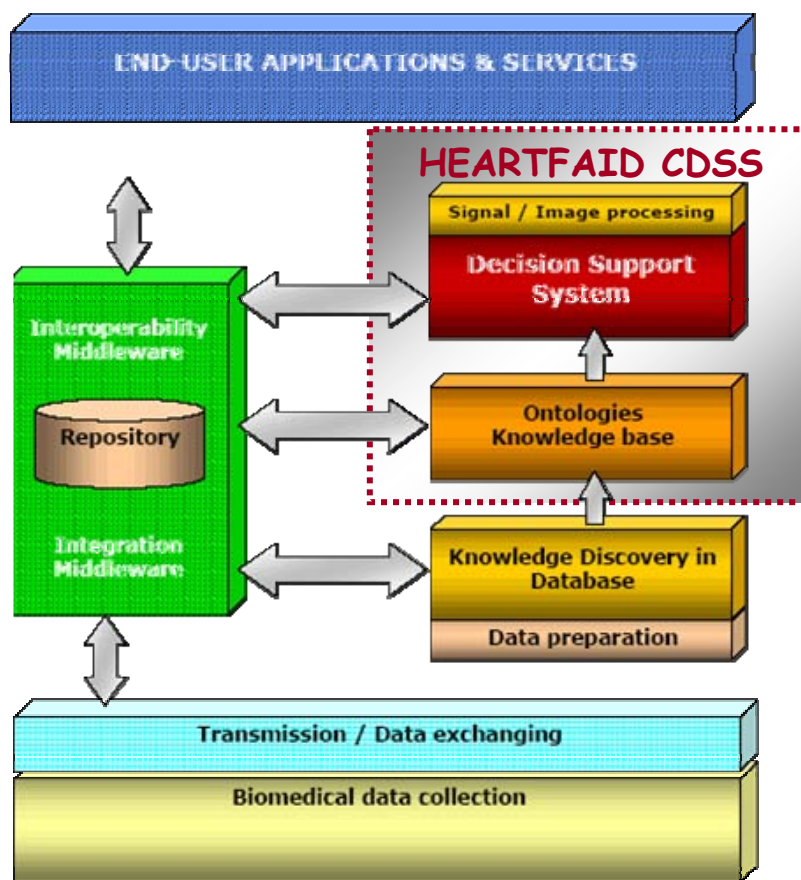 END-USER APPLICATIONS & SERVICES
HEARTFAID CDSS
Signal / Image processing
Decision Support
System
Interoperability
Middleware
Repository
Ontologies
Knowledge base
Integration
Middleware
Knowledge Discovery in
Database
Data preparation
Transmission / Data exchanging
Biomedical data collection